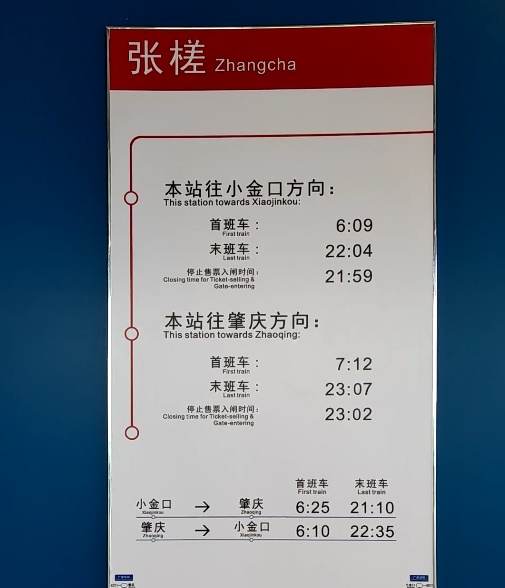 张槎 Zhangcha
本站往小金口方向：
This station towards Xiaojinkou:
首班车： 6:09
First train
末班车： 22:04
Last train
停止售票入闸时间： 21:59
Closing time for Ticket-selling &
Gate-entering
本站往肇庆方向：
This station towards Zhaoqing:
首班车： 7:12
First train
末班车： 23:07
Last train
停止售票入闸时间： 23:02
Closing time for Ticket-selling &
Gate-entering
首班车 末班车
First train Last train
小金口 → 肇庆 6:25 21:10
Xiaojinkou Zhaoqing
肇庆 → 小金口 6:10 22:35
Zhaoqing Xiaojinkou